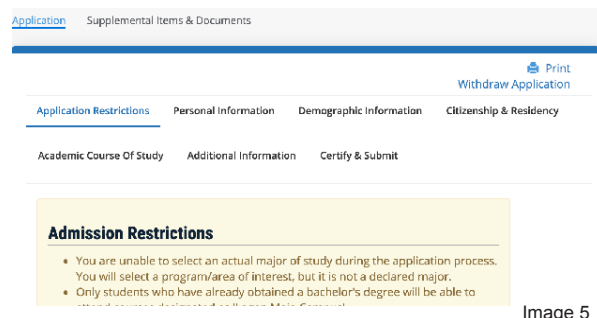 Application Supplemental Items & Documents
Print
Withdraw Application
Application Restrictions Personal Information Demographic Information Citizenship & Residency
Academic Course Of Study Additional Information Certify & Submit
Admission Restrictions
• You are unable to select an actual major of study during the application process.
You will select a program/area of interest, but it is not a declared major.
• Only students who have already obtained a bachelor's degree will be able to
Image 5